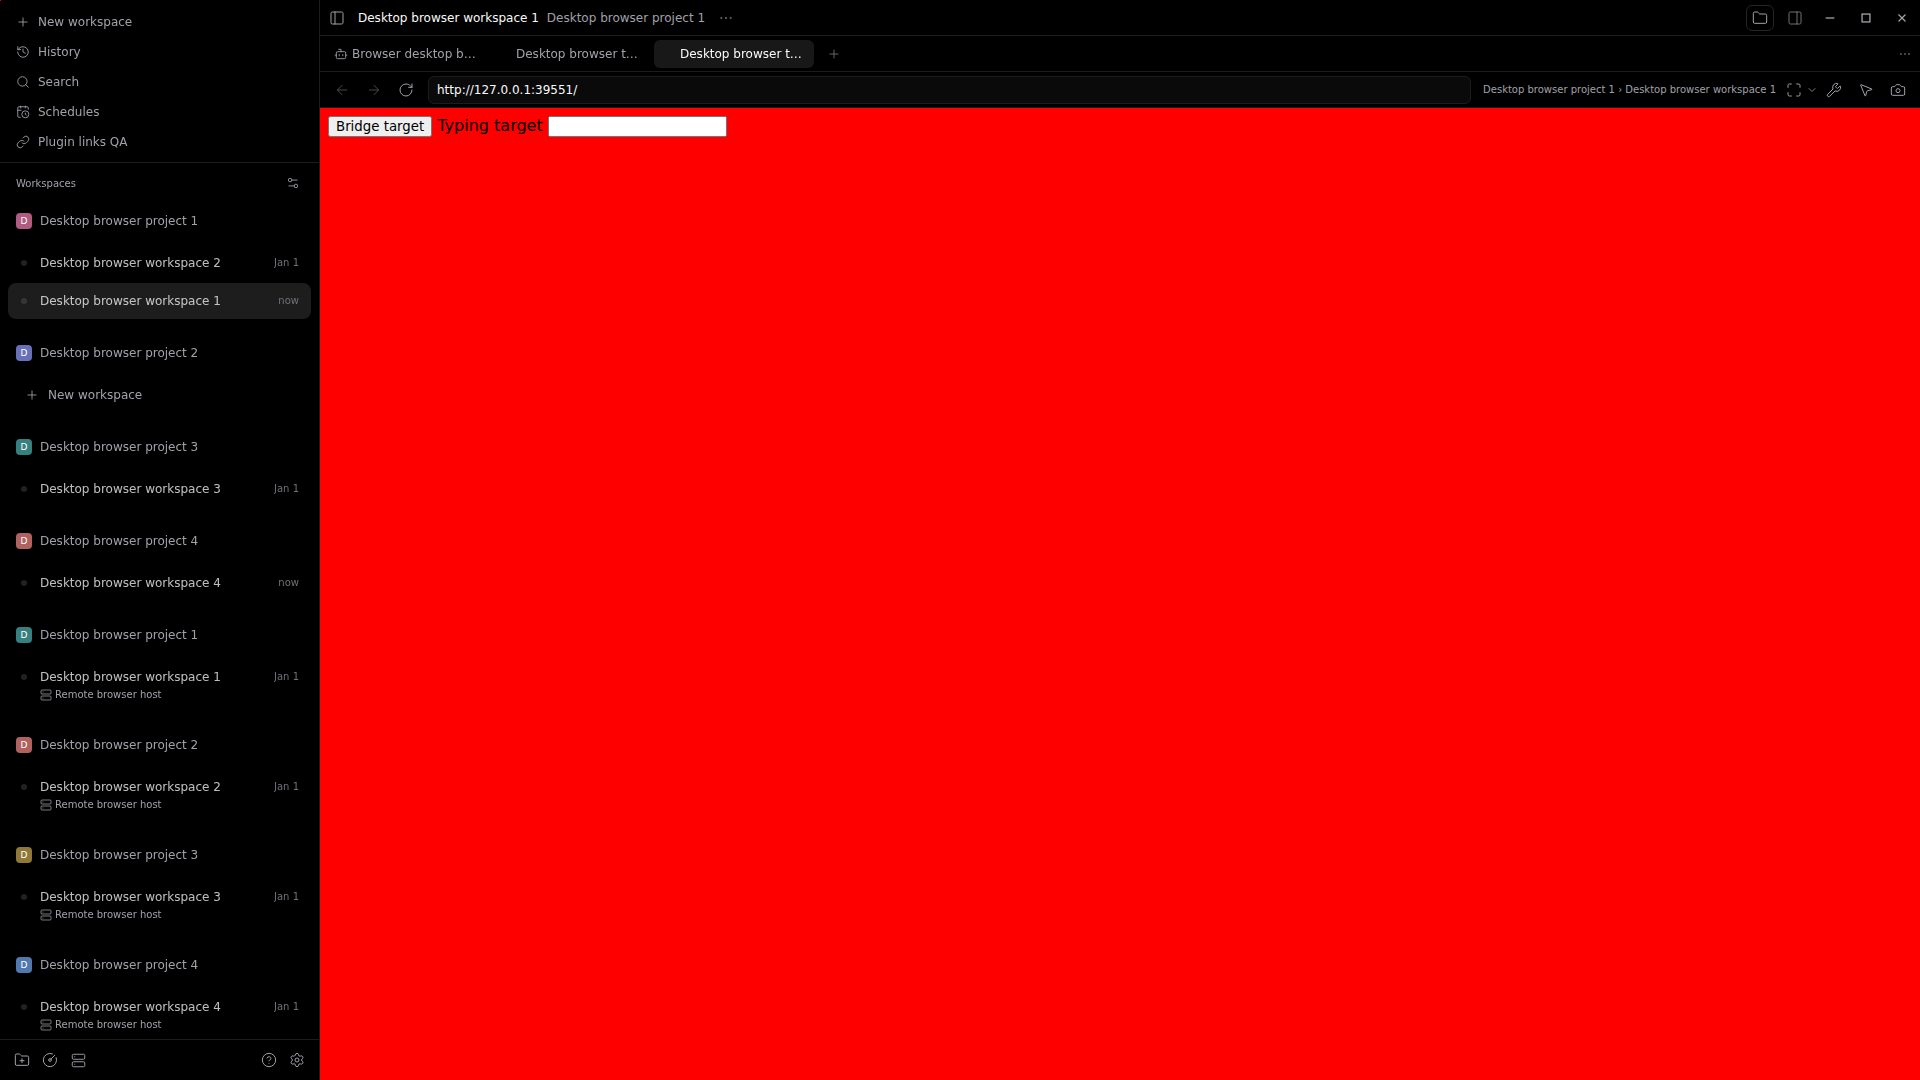 New workspace
History
Search
Schedules
Plugin links QA
Workspaces
D Desktop browser project 1
Desktop browser workspace 2 Jan 1
Desktop browser workspace 1 now
D Desktop browser project 2
New workspace
D Desktop browser project 3
Desktop browser workspace 3 Jan 1
D Desktop browser project 4
Desktop browser workspace 4 now
D Desktop browser project 1
Desktop browser workspace 1 Jan 1
Remote browser host
D Desktop browser project 2
Desktop browser workspace 2 Jan 1
Remote browser host
D Desktop browser project 3
Desktop browser workspace 3 Jan 1
Remote browser host
D Desktop browser project 4
Desktop browser workspace 4 Jan 1
Remote browser host
Desktop browser workspace 1 Desktop browser project 1
Browser desktop b... Desktop browser t... Desktop browser t...
http://127.0.0.1:39551/ Desktop browser project 1 › Desktop browser workspace 1
Bridge target Typing target